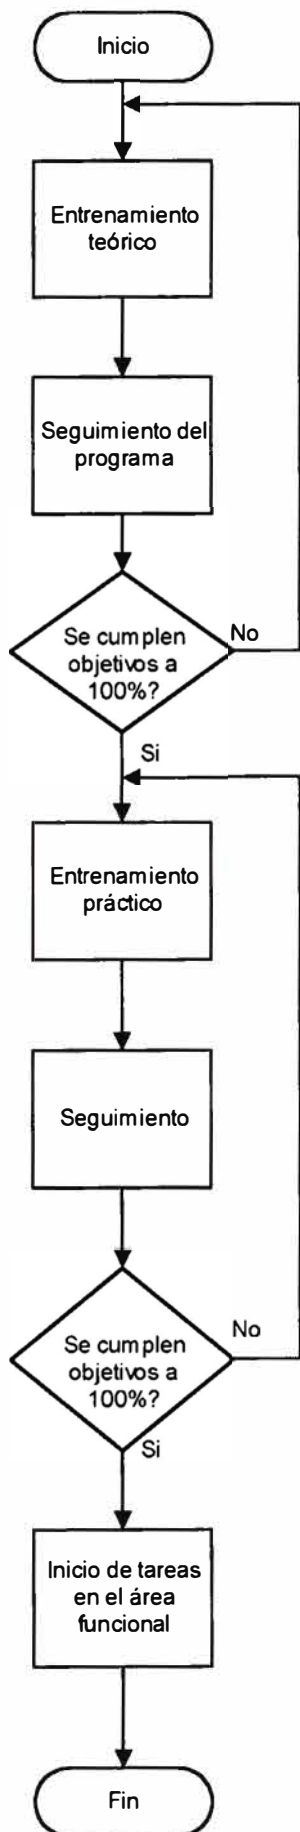 Inicio
Entrenamiento
teórico
Seguimiento del
programa
Se cumplen
objetivos a
100%?
No
Si
Entrenamiento
práctico
Seguimiento
Se cumplen
objetivos a
100%?
No
Si
Inicio de tareas
en el área
funcional
Fin